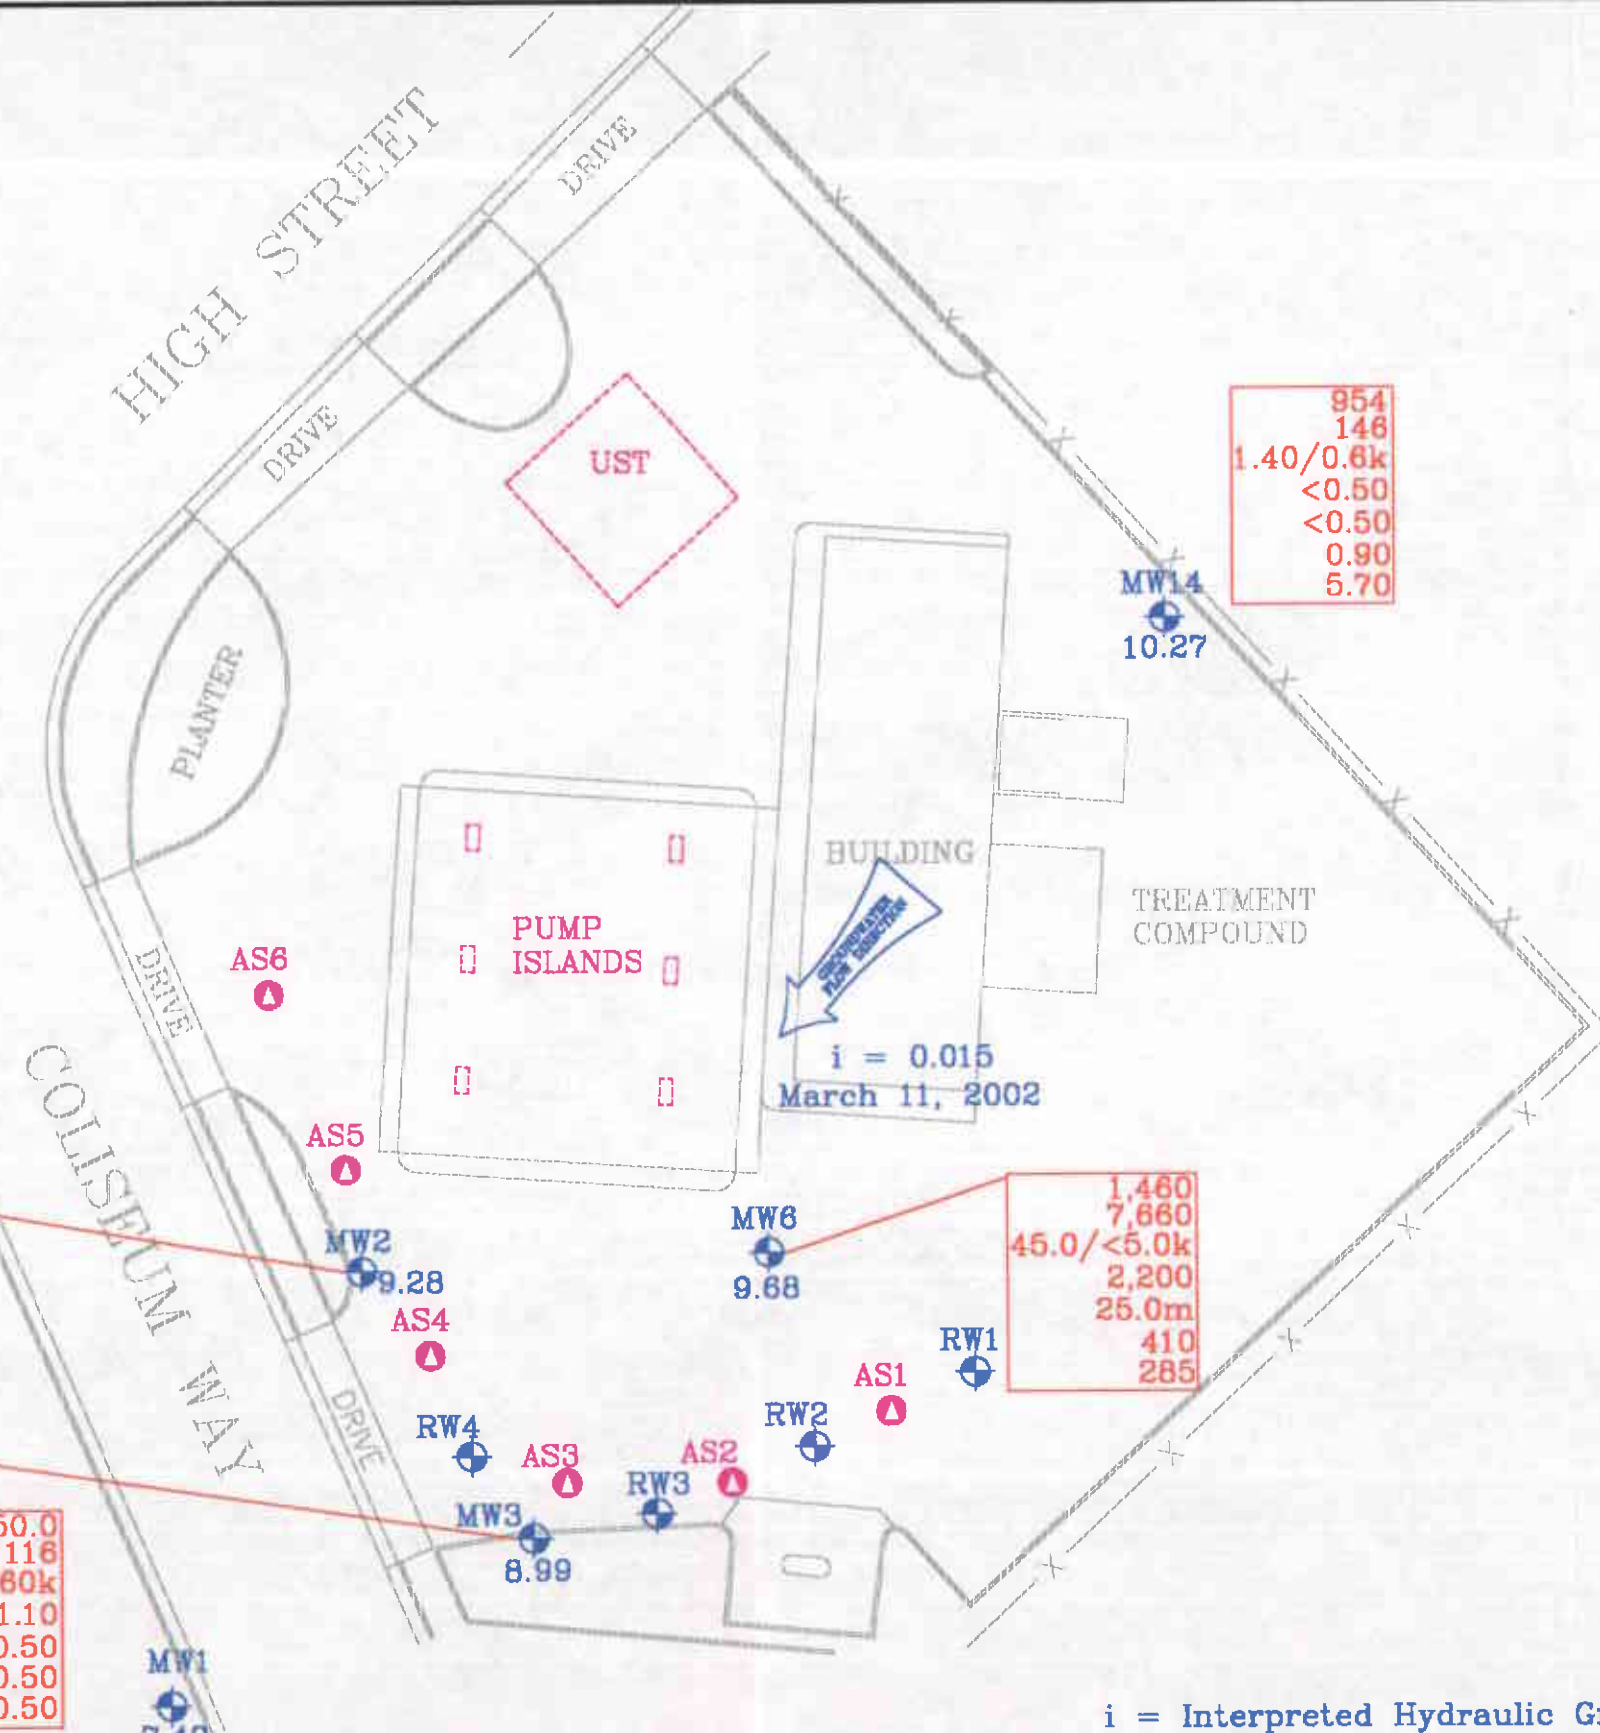 HIGH STREET
DRIVE
DRIVE
UST
954
146
1.40/0.6k
<0.50
<0.50
0.90
5.70
MW14
10.27
PLANTER
BUILDING
GROUNDWATER
FLOW DIRECTION
TREATMENT
COMPOUND
PUMP
ISLANDS
AS6
DRIVE
i = 0.015
March 11, 2002
COLISEUM WAY
AS5
MW2
9.28
MW6
9.68
1,460
7,660
45.0/<5.0k
2,200
25.0m
410
285
AS4
RW1
AS1
RW2
DRIVE
RW4
AS3
AS2
RW3
MW3
8.99
116
60k
1.10
MW1
i = Interpreted Hydraulic